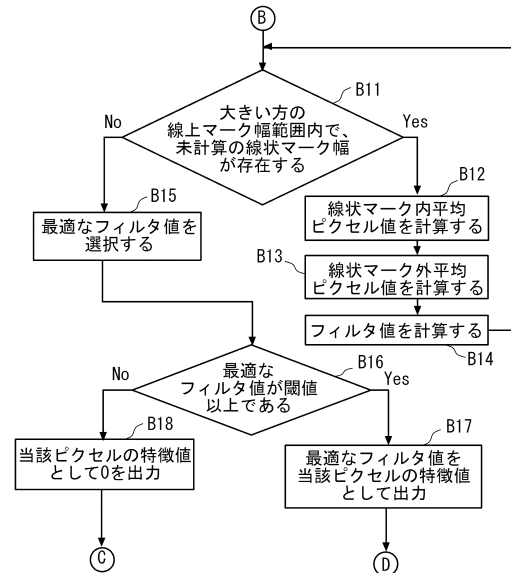 B
B11
大きい方の
線上マーク幅範囲内で、
未計算の線状マーク幅
が存在する
No
Yes
B15
最適なフィルタ値を
選択する
B12
線状マーク内平均
ピクセル値を計算する
B13
線状マーク外平均
ピクセル値を計算する
フィルタ値を計算する
B14
B16
最適な
フィルタ値が閾値
以上である
No
Yes
B18
当該ピクセルの特徴値
として0を出力
B17
最適なフィルタ値を
当該ピクセルの特徴値
として出力
C
D